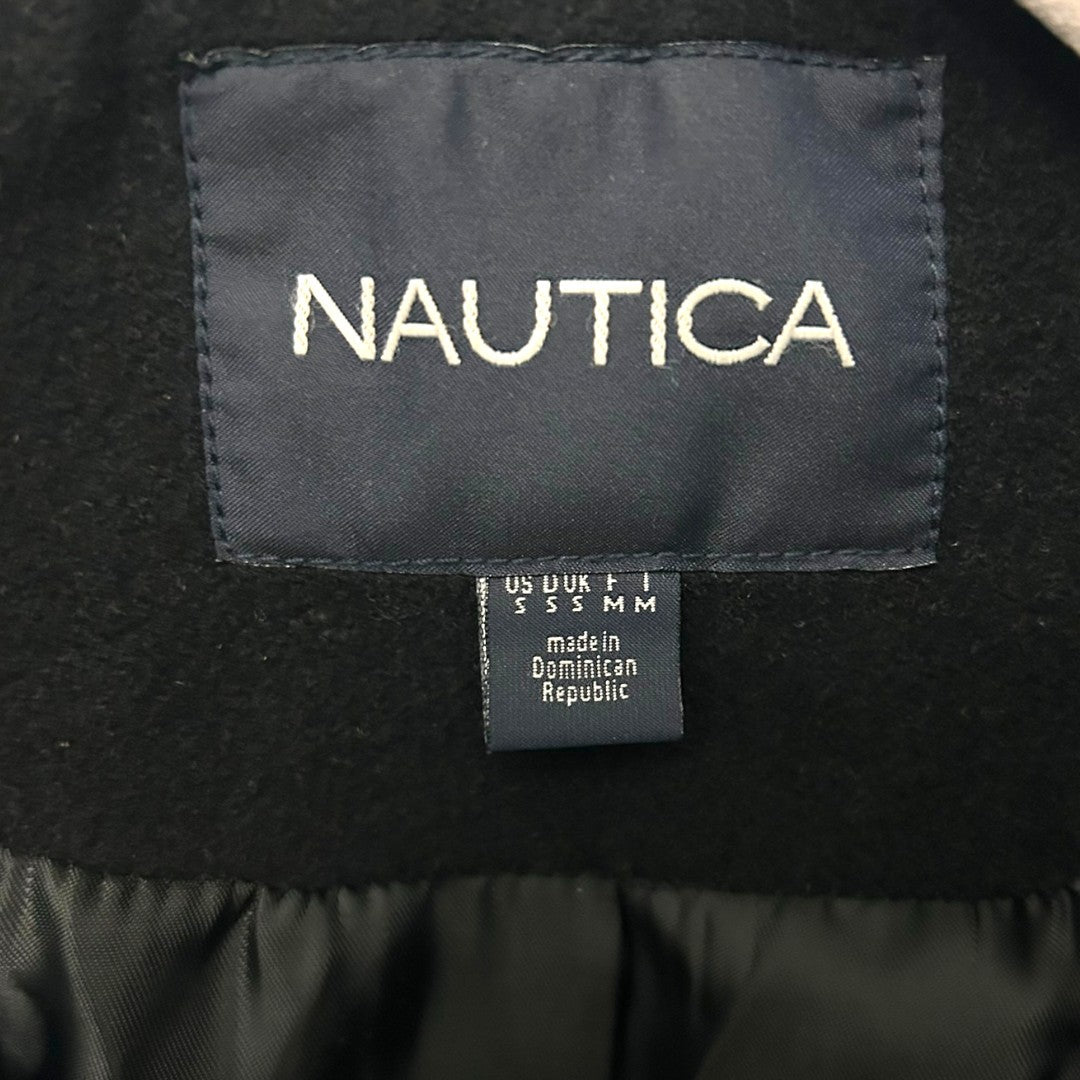 NAUTICA
US D UK F I
S S S M M
made in
Dominican
Republic